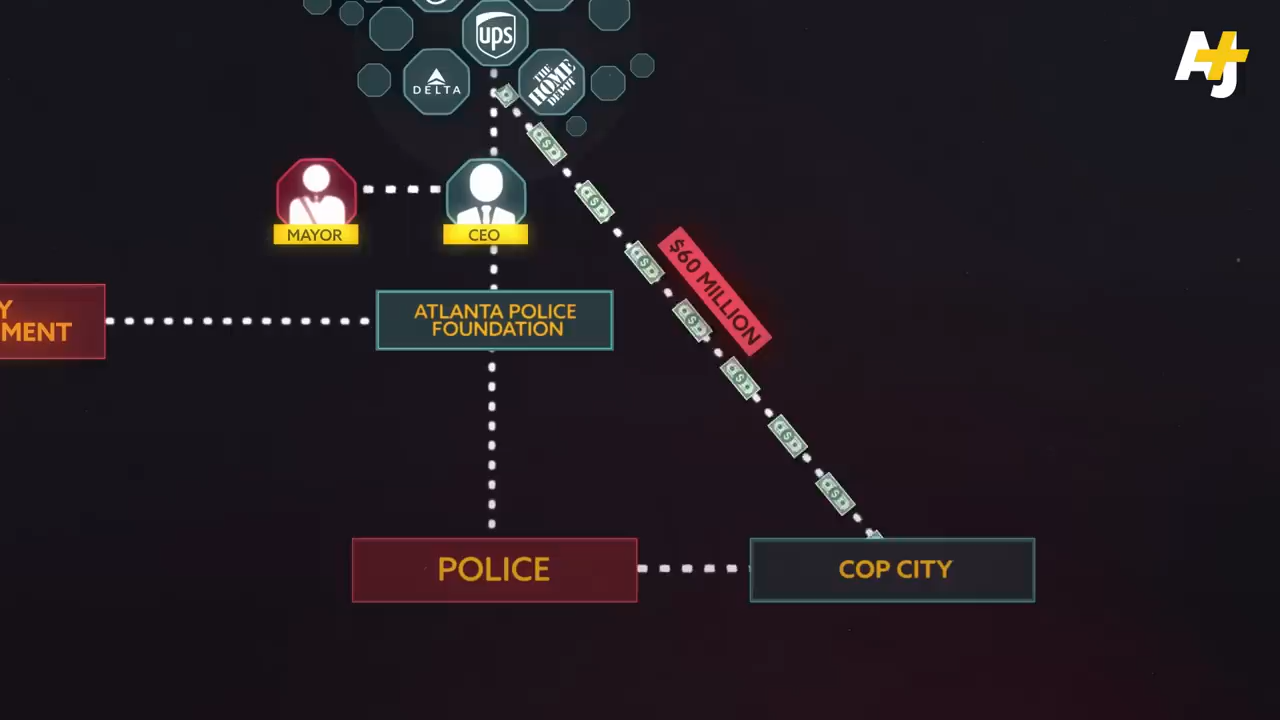 AJ+
ups
DELTA
THE
HOME
DEPOT
MAYOR
CEO
$60 MILLION
Y
MENT
ATLANTA POLICE
FOUNDATION
POLICE
COP CITY